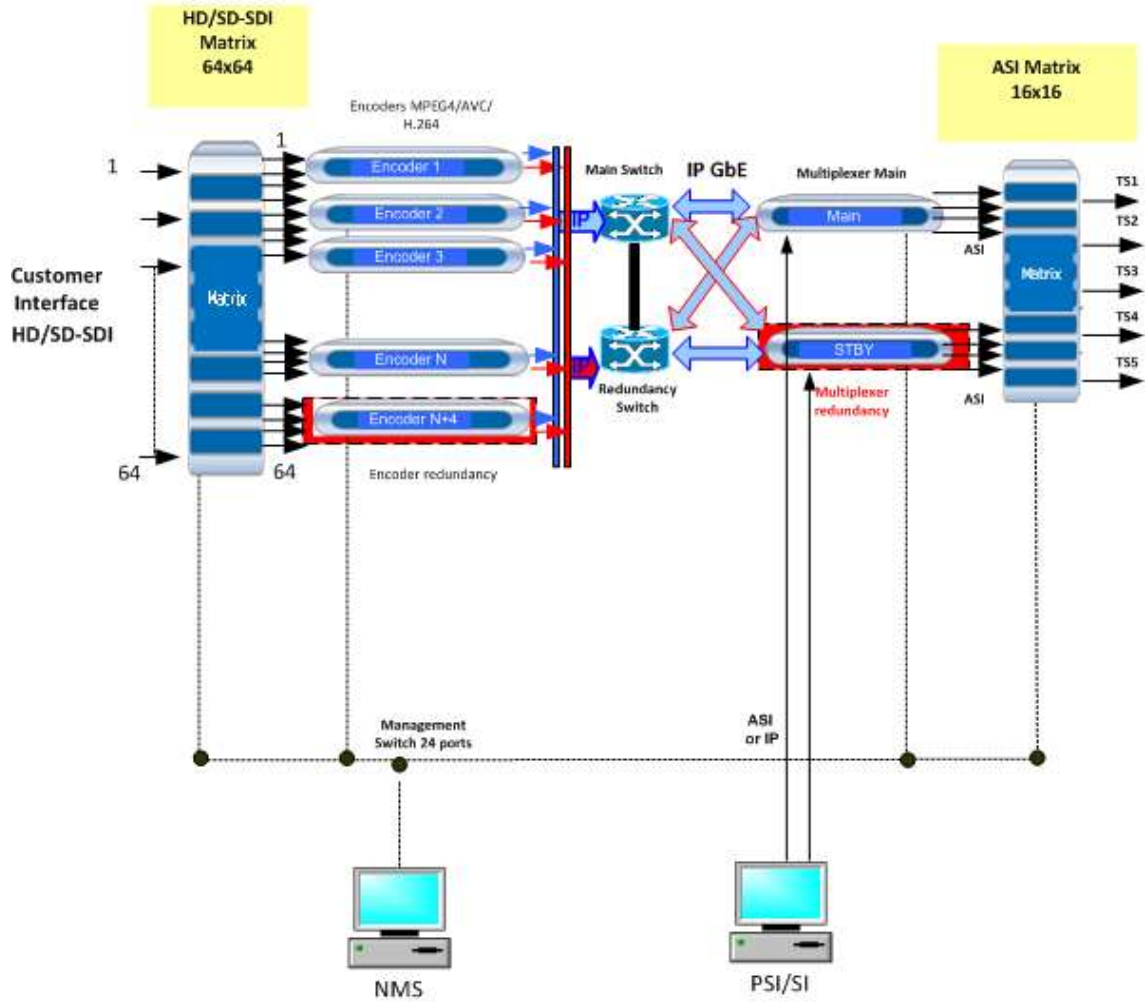 HD/SD-SDI
Matrix
64x64
ASI Matrix
16x16
Encoders MPEG4/AVC/
H.264
1
1
Encoder 1
Main Switch
IP GbE
Multiplexer Main
TS1
Encoder 2
IP
Main
TS2
Encoder 3
ASI
Customer
Interface
HD/SD-SDI
Matrix
Matrix
TS3
TS4
Encoder N
IP
STBY
TS5
Redundancy
Switch
Multiplexer
redundancy
ASI
Encoder N+4
64
64
Encoder redundancy
Management
Switch 24 ports
ASI
or IP
NMS
PSI/SI